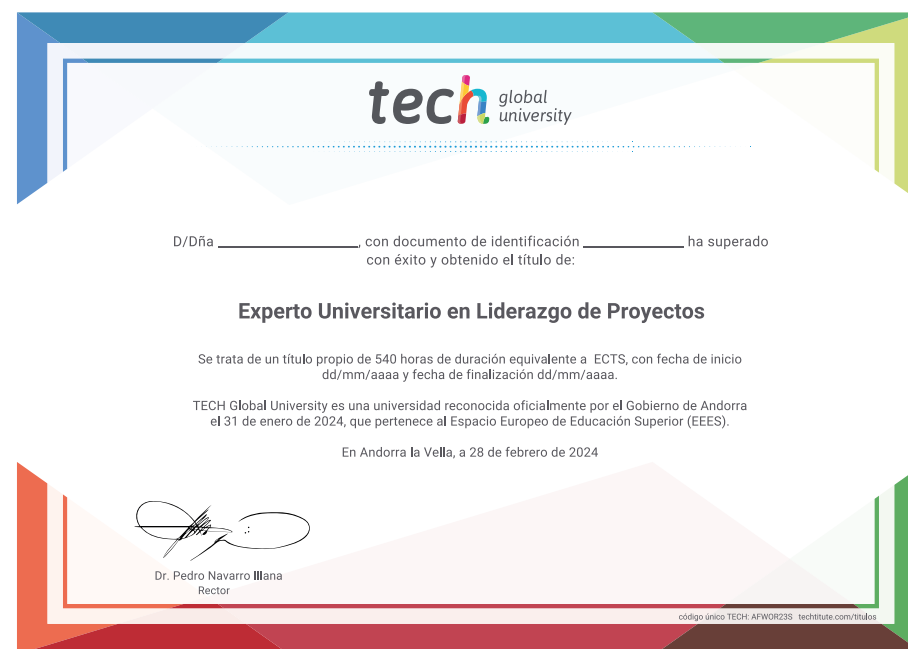 tech global university
D/Dña ____________________, con documento de identificación ______________ ha superado
con éxito y obtenido el título de:
Experto Universitario en Liderazgo de Proyectos
Se trata de un título propio de 540 horas de duración equivalente a ECTS, con fecha de inicio
dd/mm/aaaa y fecha de finalización dd/mm/aaaa.
TECH Global University es una universidad reconocida oficialmente por el Gobierno de Andorra
el 31 de enero de 2024, que pertenece al Espacio Europeo de Educación Superior (EEES).
En Andorra la Vella, a 28 de febrero de 2024
Dr. Pedro Navarro Illana
Rector
código único TECH: AFWOR23S techtitute.com/titulos